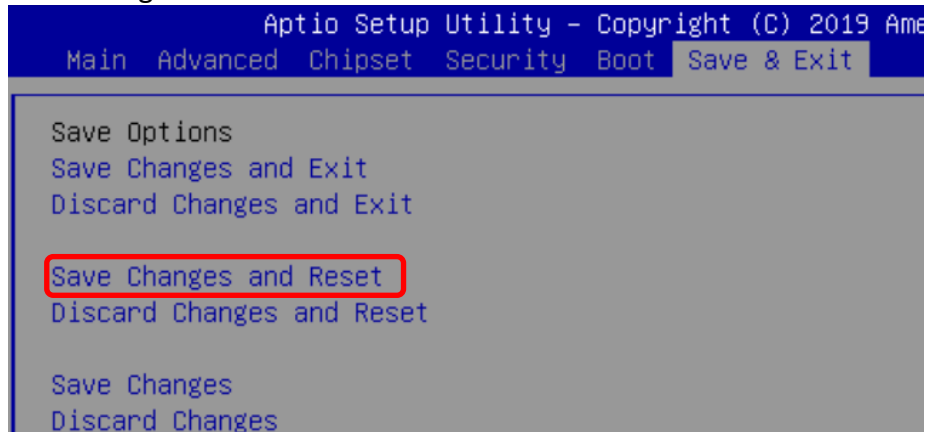 Aptio Setup Utility – Copyright (C) 2019 Ame
Main Advanced Chipset Security Boot Save & Exit
Save Options
Save Changes and Exit
Discard Changes and Exit
Save Changes and Reset
Discard Changes and Reset
Save Changes
Discard Changes